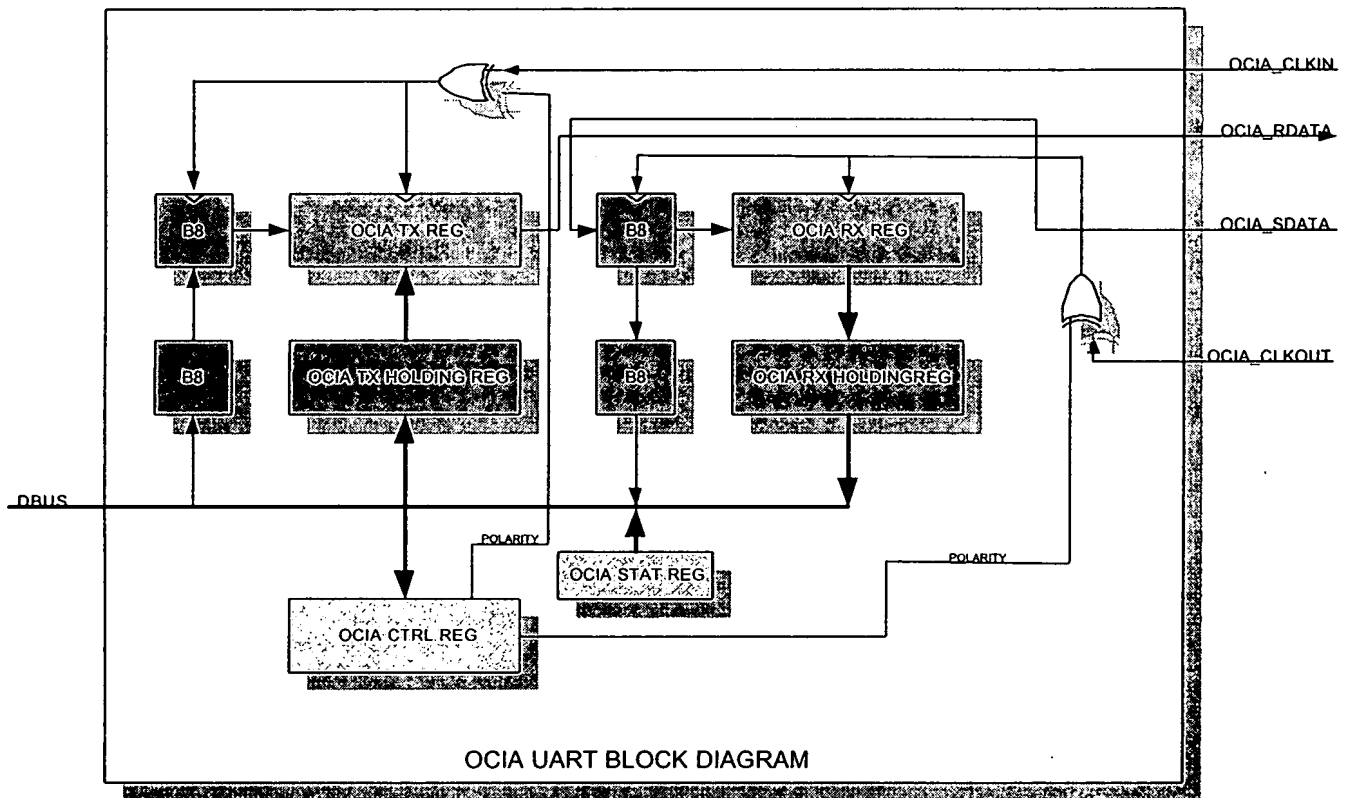 OCIA_CLKIN
OCIA_RDATA
B8
OCIA TX REG
B8
OCIA RX REG
OCIA_SDATA
B8
OCIA TX HOLDING REG
B8
OCIA RX HOLDINGREG
OCIA_CLKOUT
DBUS
POLARITY
POLARITY
OCIA STAT REG
OCIA CTRL REG
OCIA UART BLOCK DIAGRAM